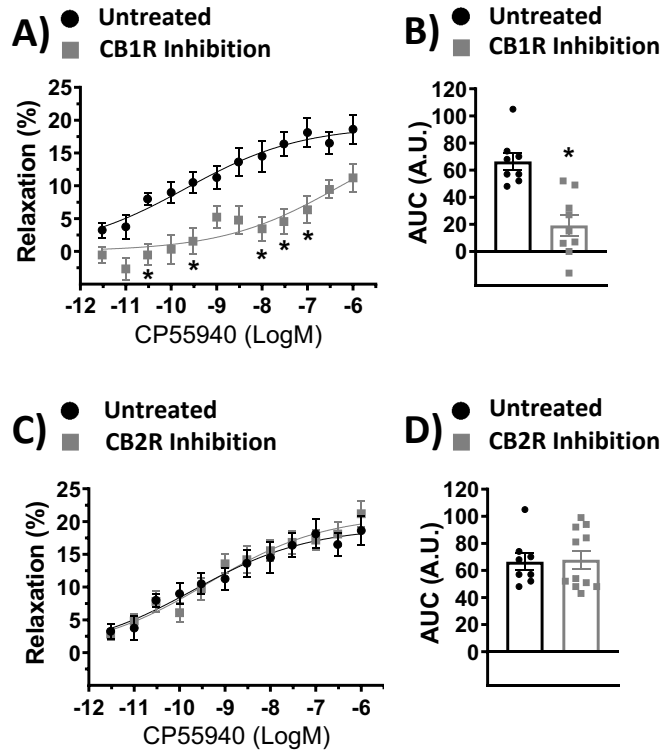 A)
Untreated
CB1R Inhibition
Relaxation (%)
25
20
15
10
5
0
*
*
*
*
*
-12 -11 -10 -9 -8 -7 -6
CP55940 (LogM)
B)
Untreated
CB1R Inhibition
AUC (A.U.)
120
100
80
60
40
20
0
*
C)
Untreated
CB2R Inhibition
Relaxation (%)
25
20
15
10
5
0
-12 -11 -10 -9 -8 -7 -6
CP55940 (LogM)
D)
Untreated
CB2R Inhibition
AUC (A.U.)
120
100
80
60
40
20
0